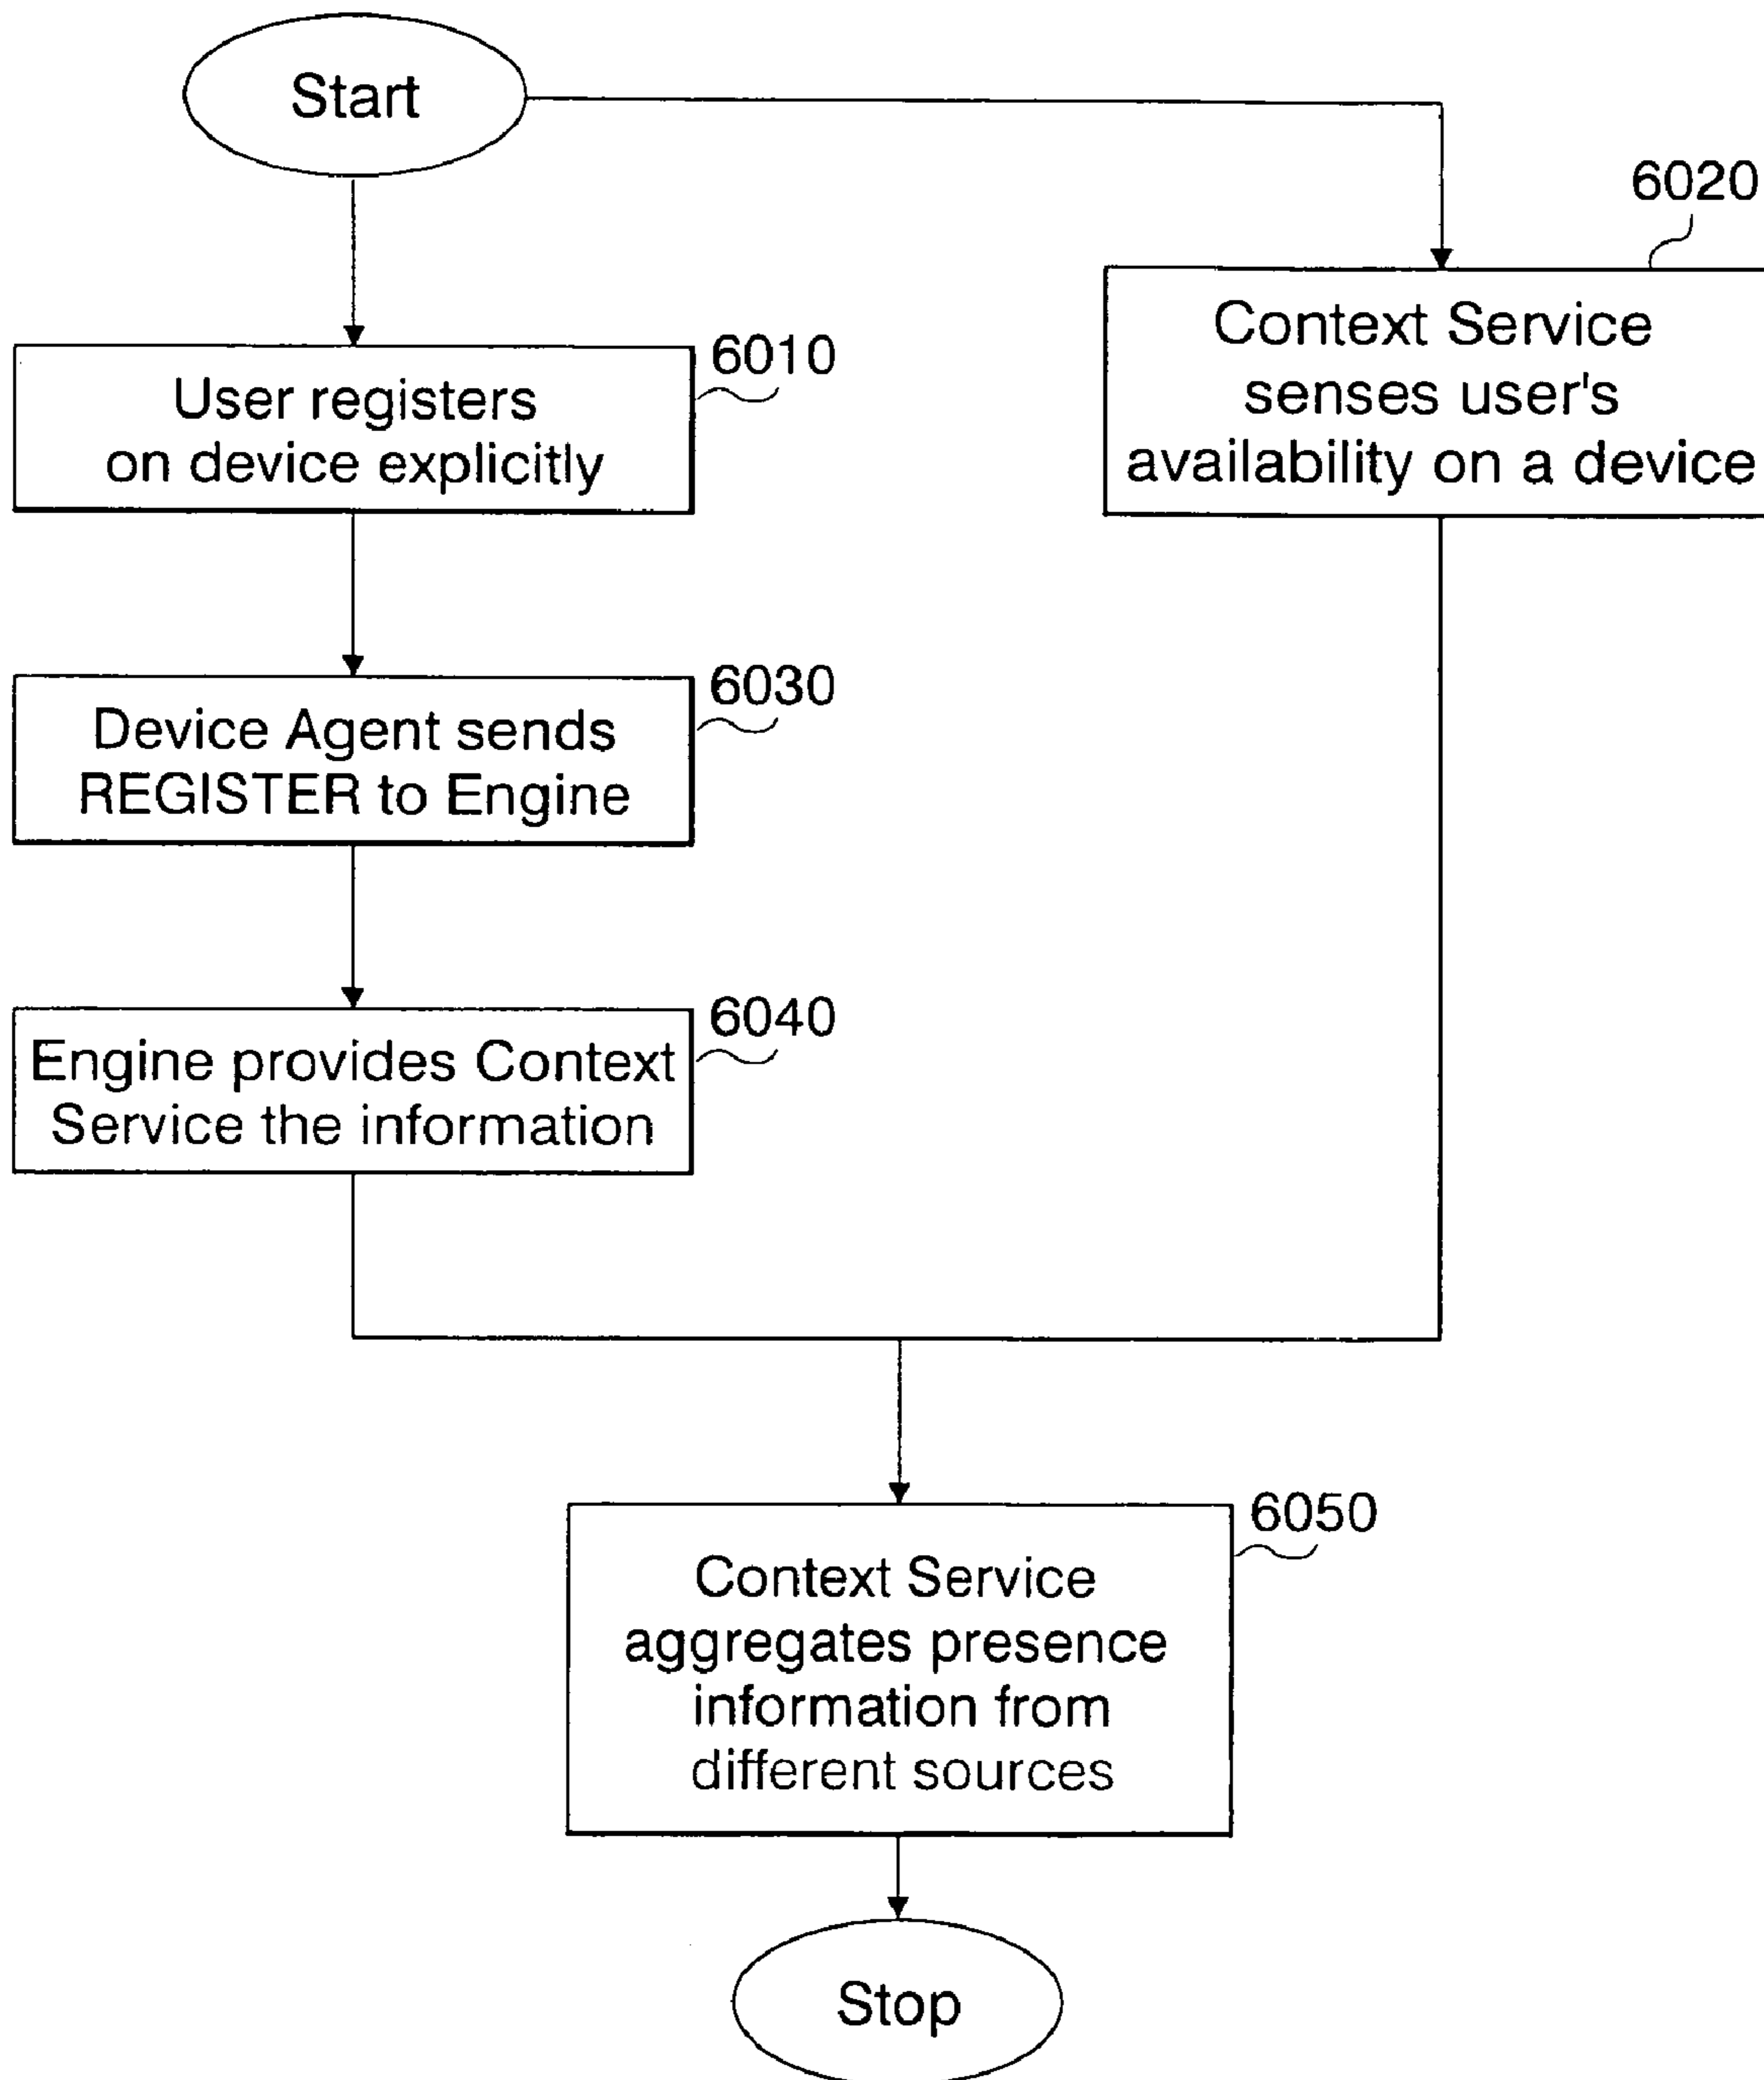 Start
6020
Context Service
senses user's
availability on a device
6010
User registers
on device explicitly
6030
Device Agent sends
REGISTER to Engine
6040
Engine provides Context
Service the information
6050
Context Service
aggregates presence
information from
different sources
Stop